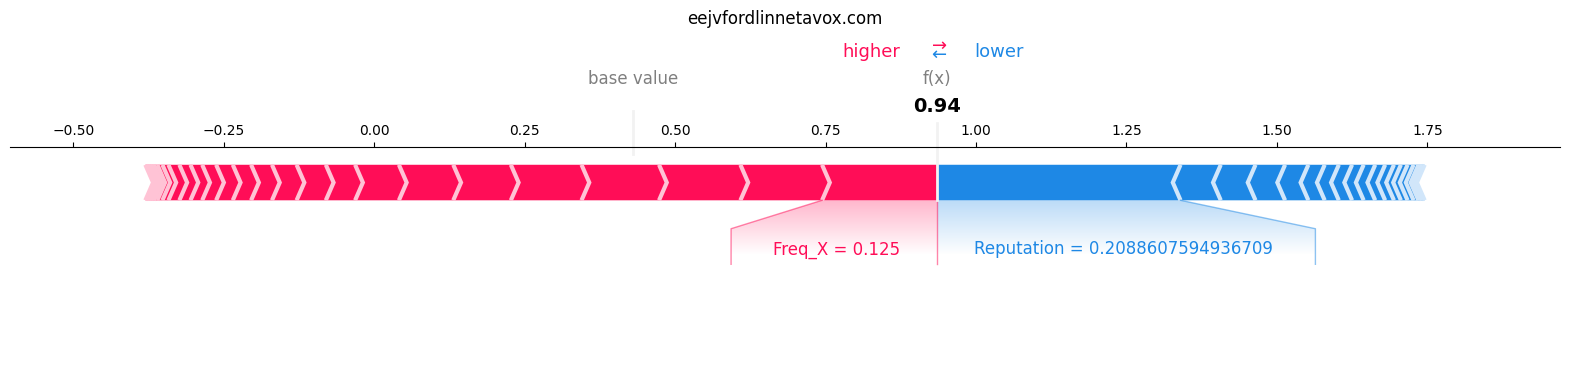 eejvfordlinnetavox.com
higher ⇄ lower
base value f(x)
0.94
−0.50 −0.25 0.00 0.25 0.50 0.75 1.00 1.25 1.50 1.75
Freq_X = 0.125 Reputation = 0.2088607594936709